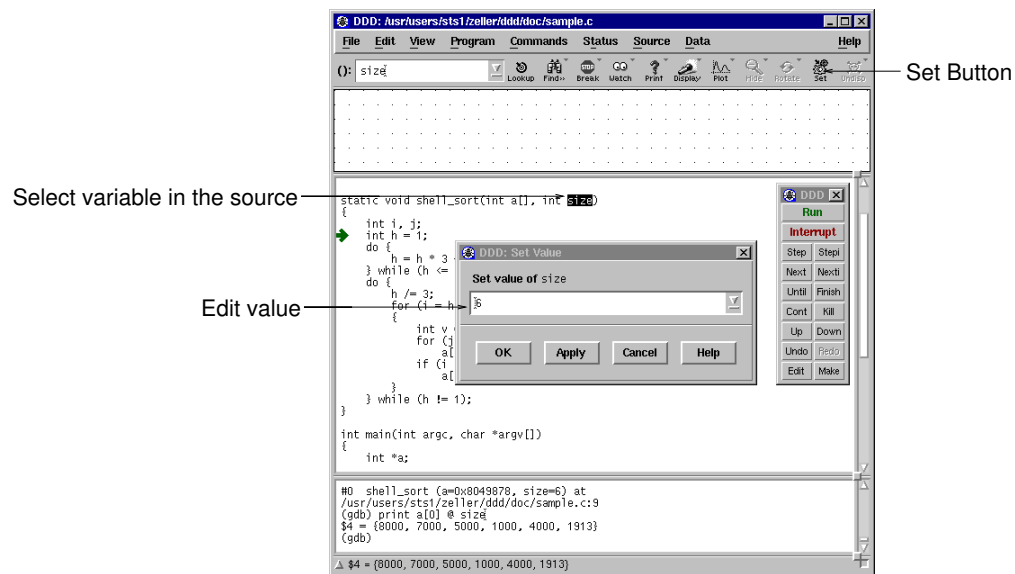 DDD: /usr/users/sts1/zeller/ddd/doc/sample.c
File Edit View Program Commands Status Source Data Help
(): size
Lookup Find>> Break Watch Print Display Plot Hide Rotate Set Undisp
Set Button
Select variable in the source
static void shell_sort(int a[], int size)
{
int i, j;
int h = 1;
do {
h = h * 3
} while (h <=
do {
h /= 3;
for (i = h
{
int v
for (j
a[
if (i
a[
}
} while (h != 1);
}
int main(int argc, char *argv[])
{
int *a;
Edit value
DDD: Set Value
Set value of size
6
OK Apply Cancel Help
DDD
Run
Interrupt
Step Stepi
Next Nexti
Until Finish
Cont Kill
Up Down
Undo Redo
Edit Make
#0 shell_sort (a=0x8049878, size=6) at
/usr/users/sts1/zeller/ddd/doc/sample.c:9
(gdb) print a[0] @ size
$4 = {8000, 7000, 5000, 1000, 4000, 1913}
(gdb)
$4 = {8000, 7000, 5000, 1000, 4000, 1913}